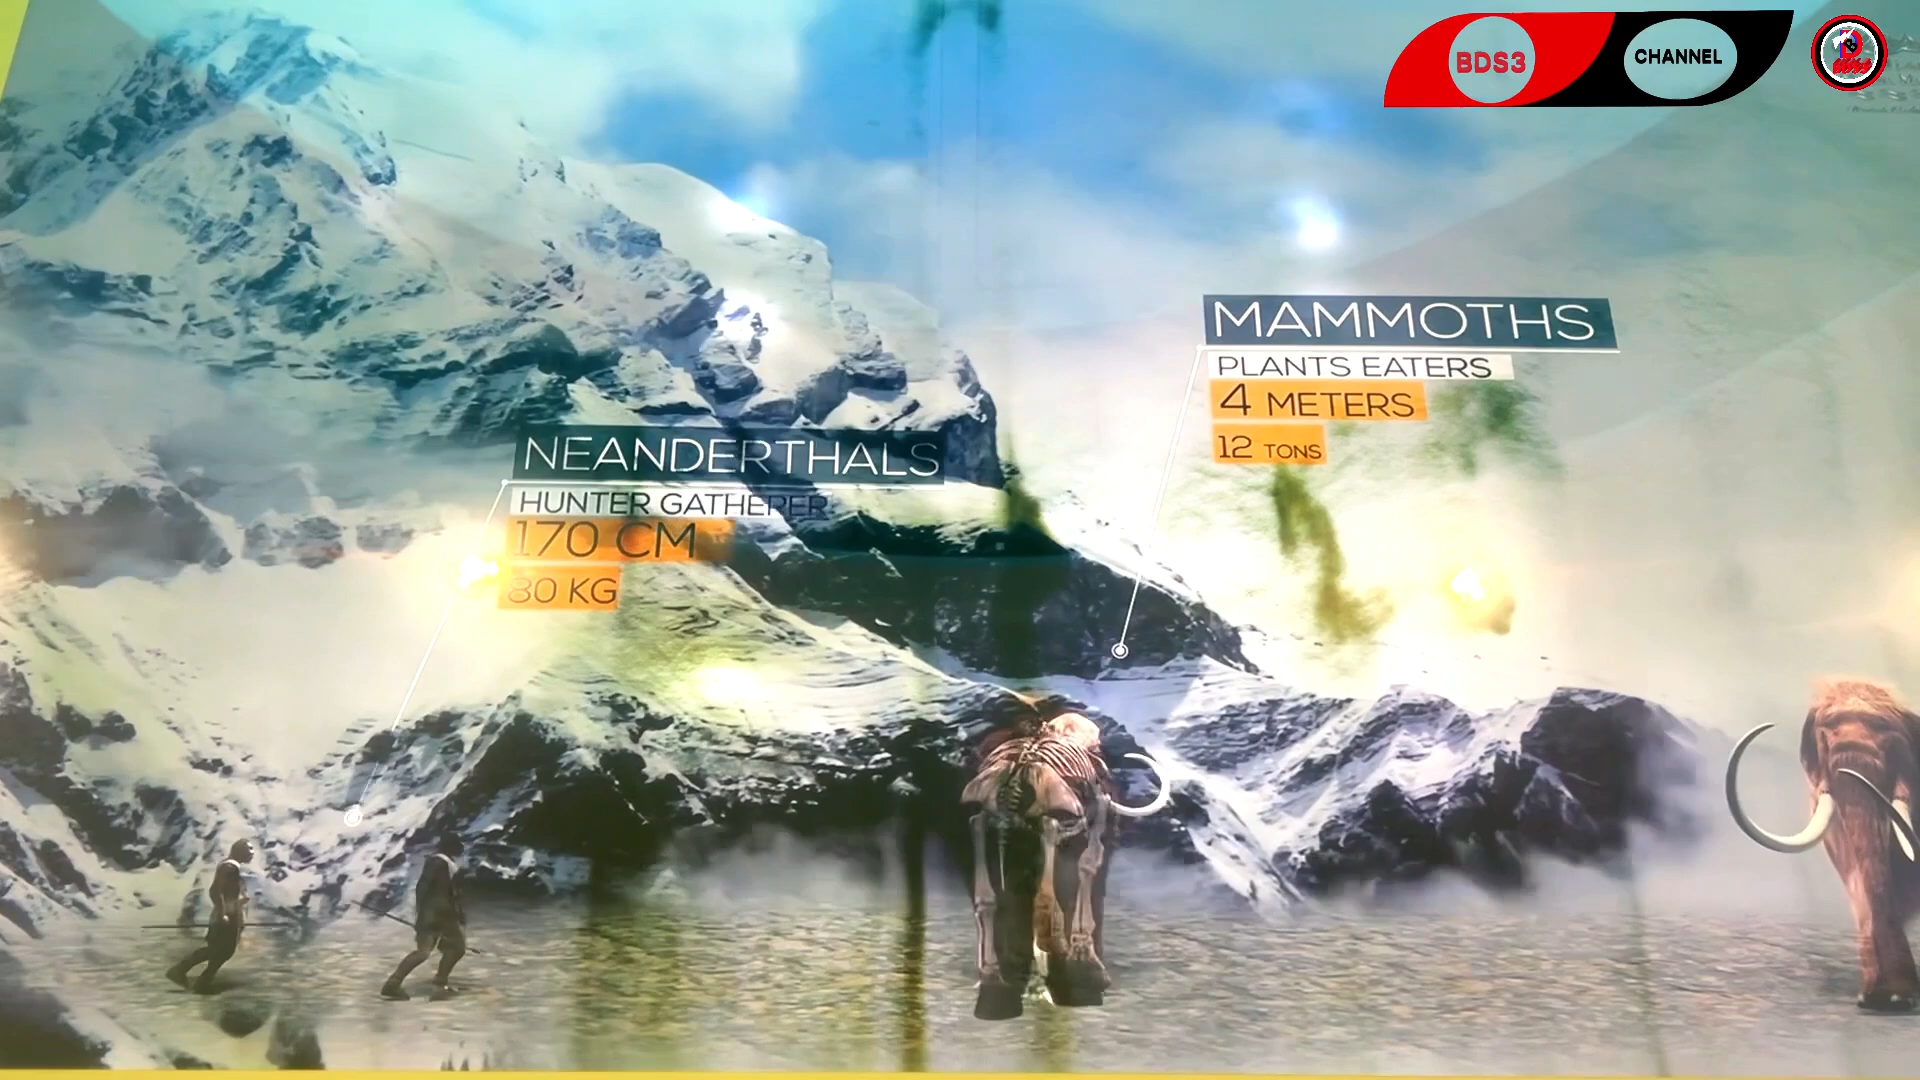 BDS3
CHANNEL
MAMMOTHS
PLANTS EATERS
4 METERS
12 TONS
NEANDERTHALS
HUNTER GATHERER
170 CM
80 KG